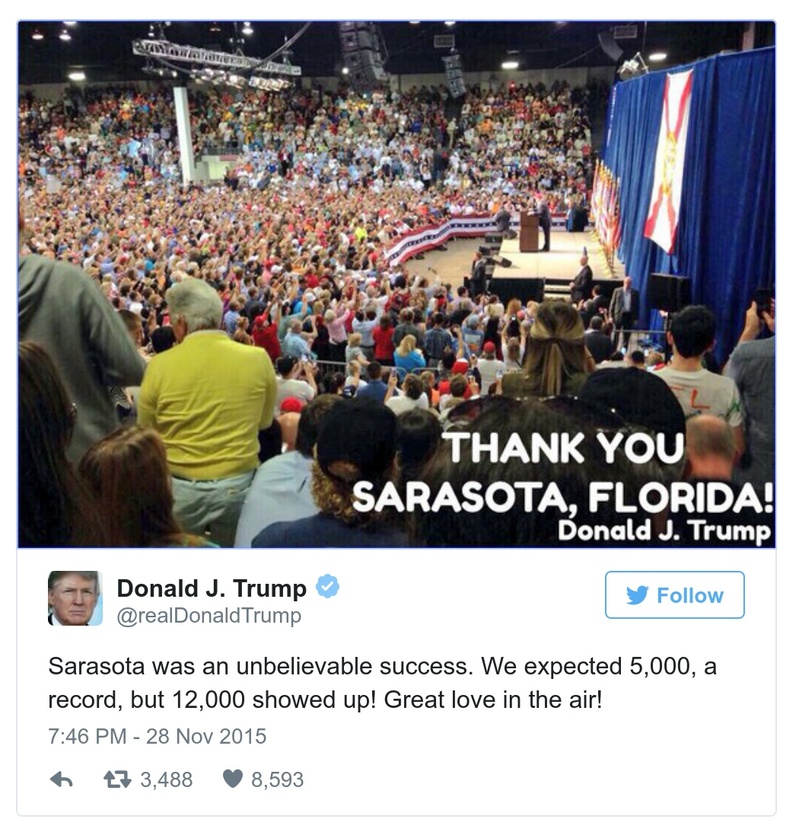 THANK YOU
SARASOTA, FLORIDA!
Donald J. Trump
Donald J. Trump
@realDonaldTrump
Follow
Sarasota was an unbelievable success. We expected 5,000, a
record, but 12,000 showed up! Great love in the air!
7:46 PM - 28 Nov 2015
3,488 8,593